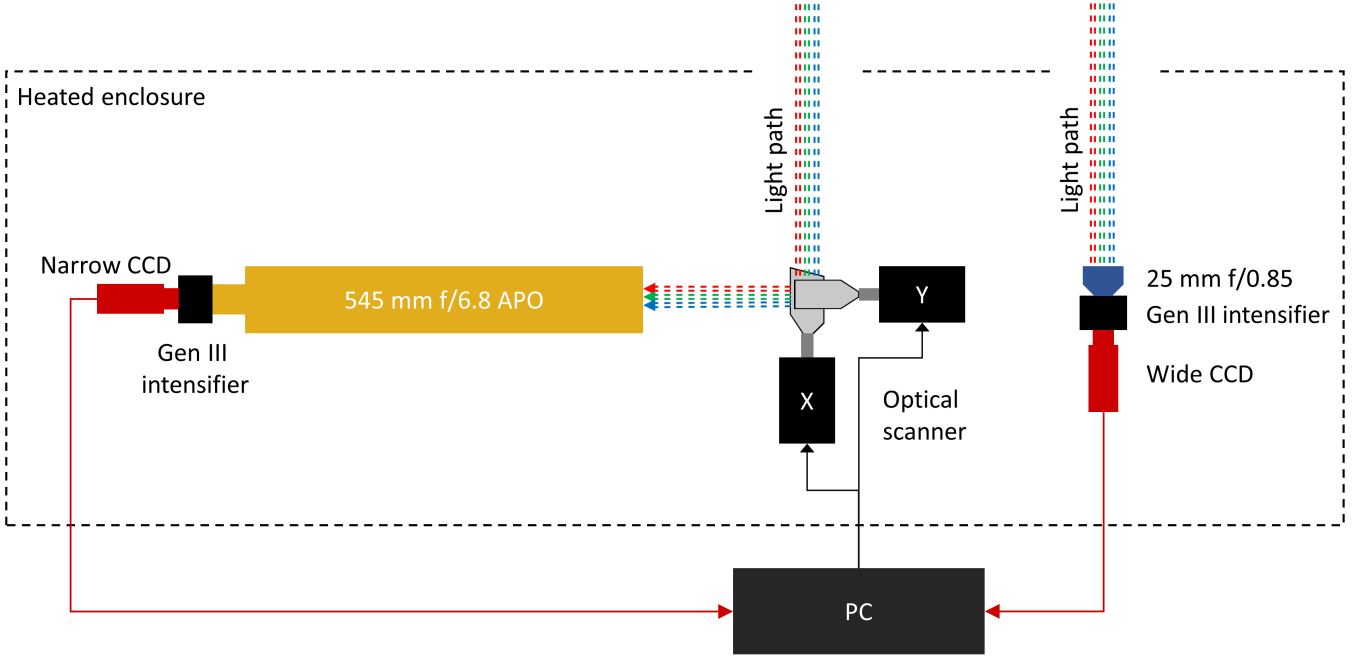 Heated enclosure
Light path
Light path
Narrow CCD
545 mm f/6.8 APO
Gen III
intensifier
Y
X
Optical
scanner
25 mm f/0.85
Gen III intensifier
Wide CCD
PC